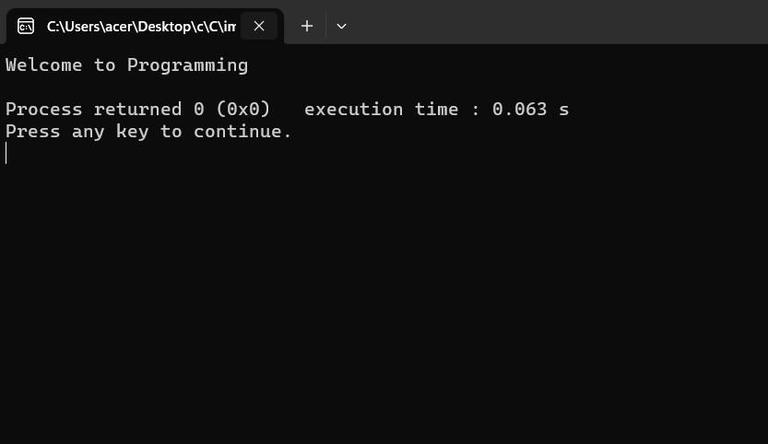 C:\Users\acer\Desktop\c\C\im
Welcome to Programming
Process returned 0 (0x0)   execution time : 0.063 s
Press any key to continue.